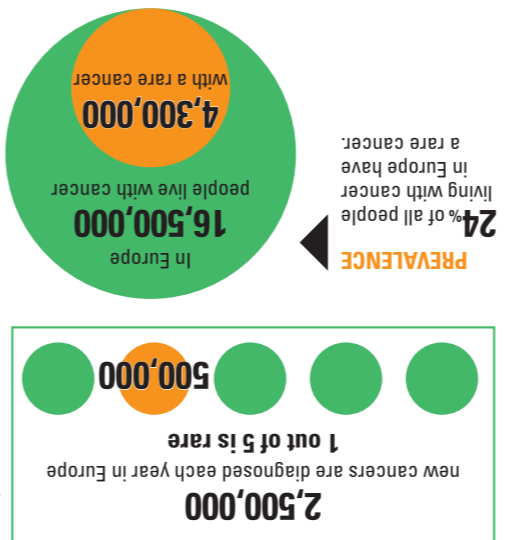 2,500,000
new cancers are diagnosed each year in Europe
1 out of 5 is rare
500,000
PREVALENCE
24% of all people
living with cancer
in Europe have
a rare cancer.
In Europe
16,500,000
people live with cancer
4,300,000
with a rare cancer